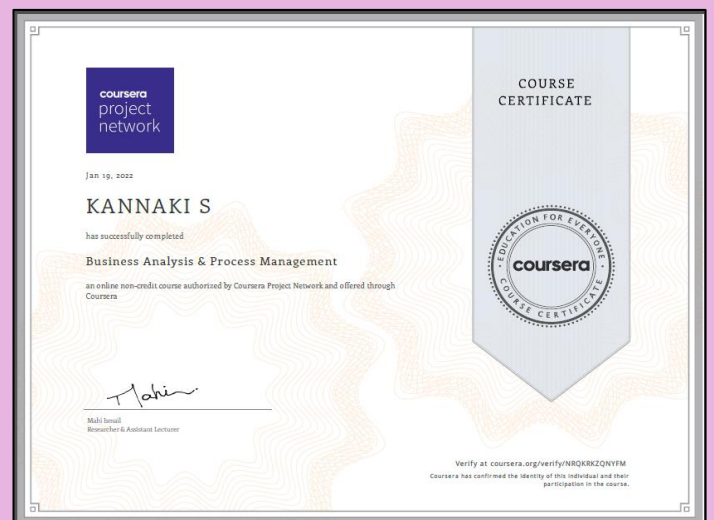 coursera
project
network
Jan 19, 2022
KANNAKI S
has successfully completed
Business Analysis & Process Management
an online non-credit course authorized by Coursera Project Network and offered through
Coursera
Mahi
Mahi Ismail
Researcher & Assistant Lecturer
COURSE
CERTIFICATE
EDUCATION FOR EVERYONE
coursera
COURSE CERTIFICATE
Verify at coursera.org/verify/NRQKRKZQNYFM
Coursera has confirmed the identity of this individual and their
participation in the course.